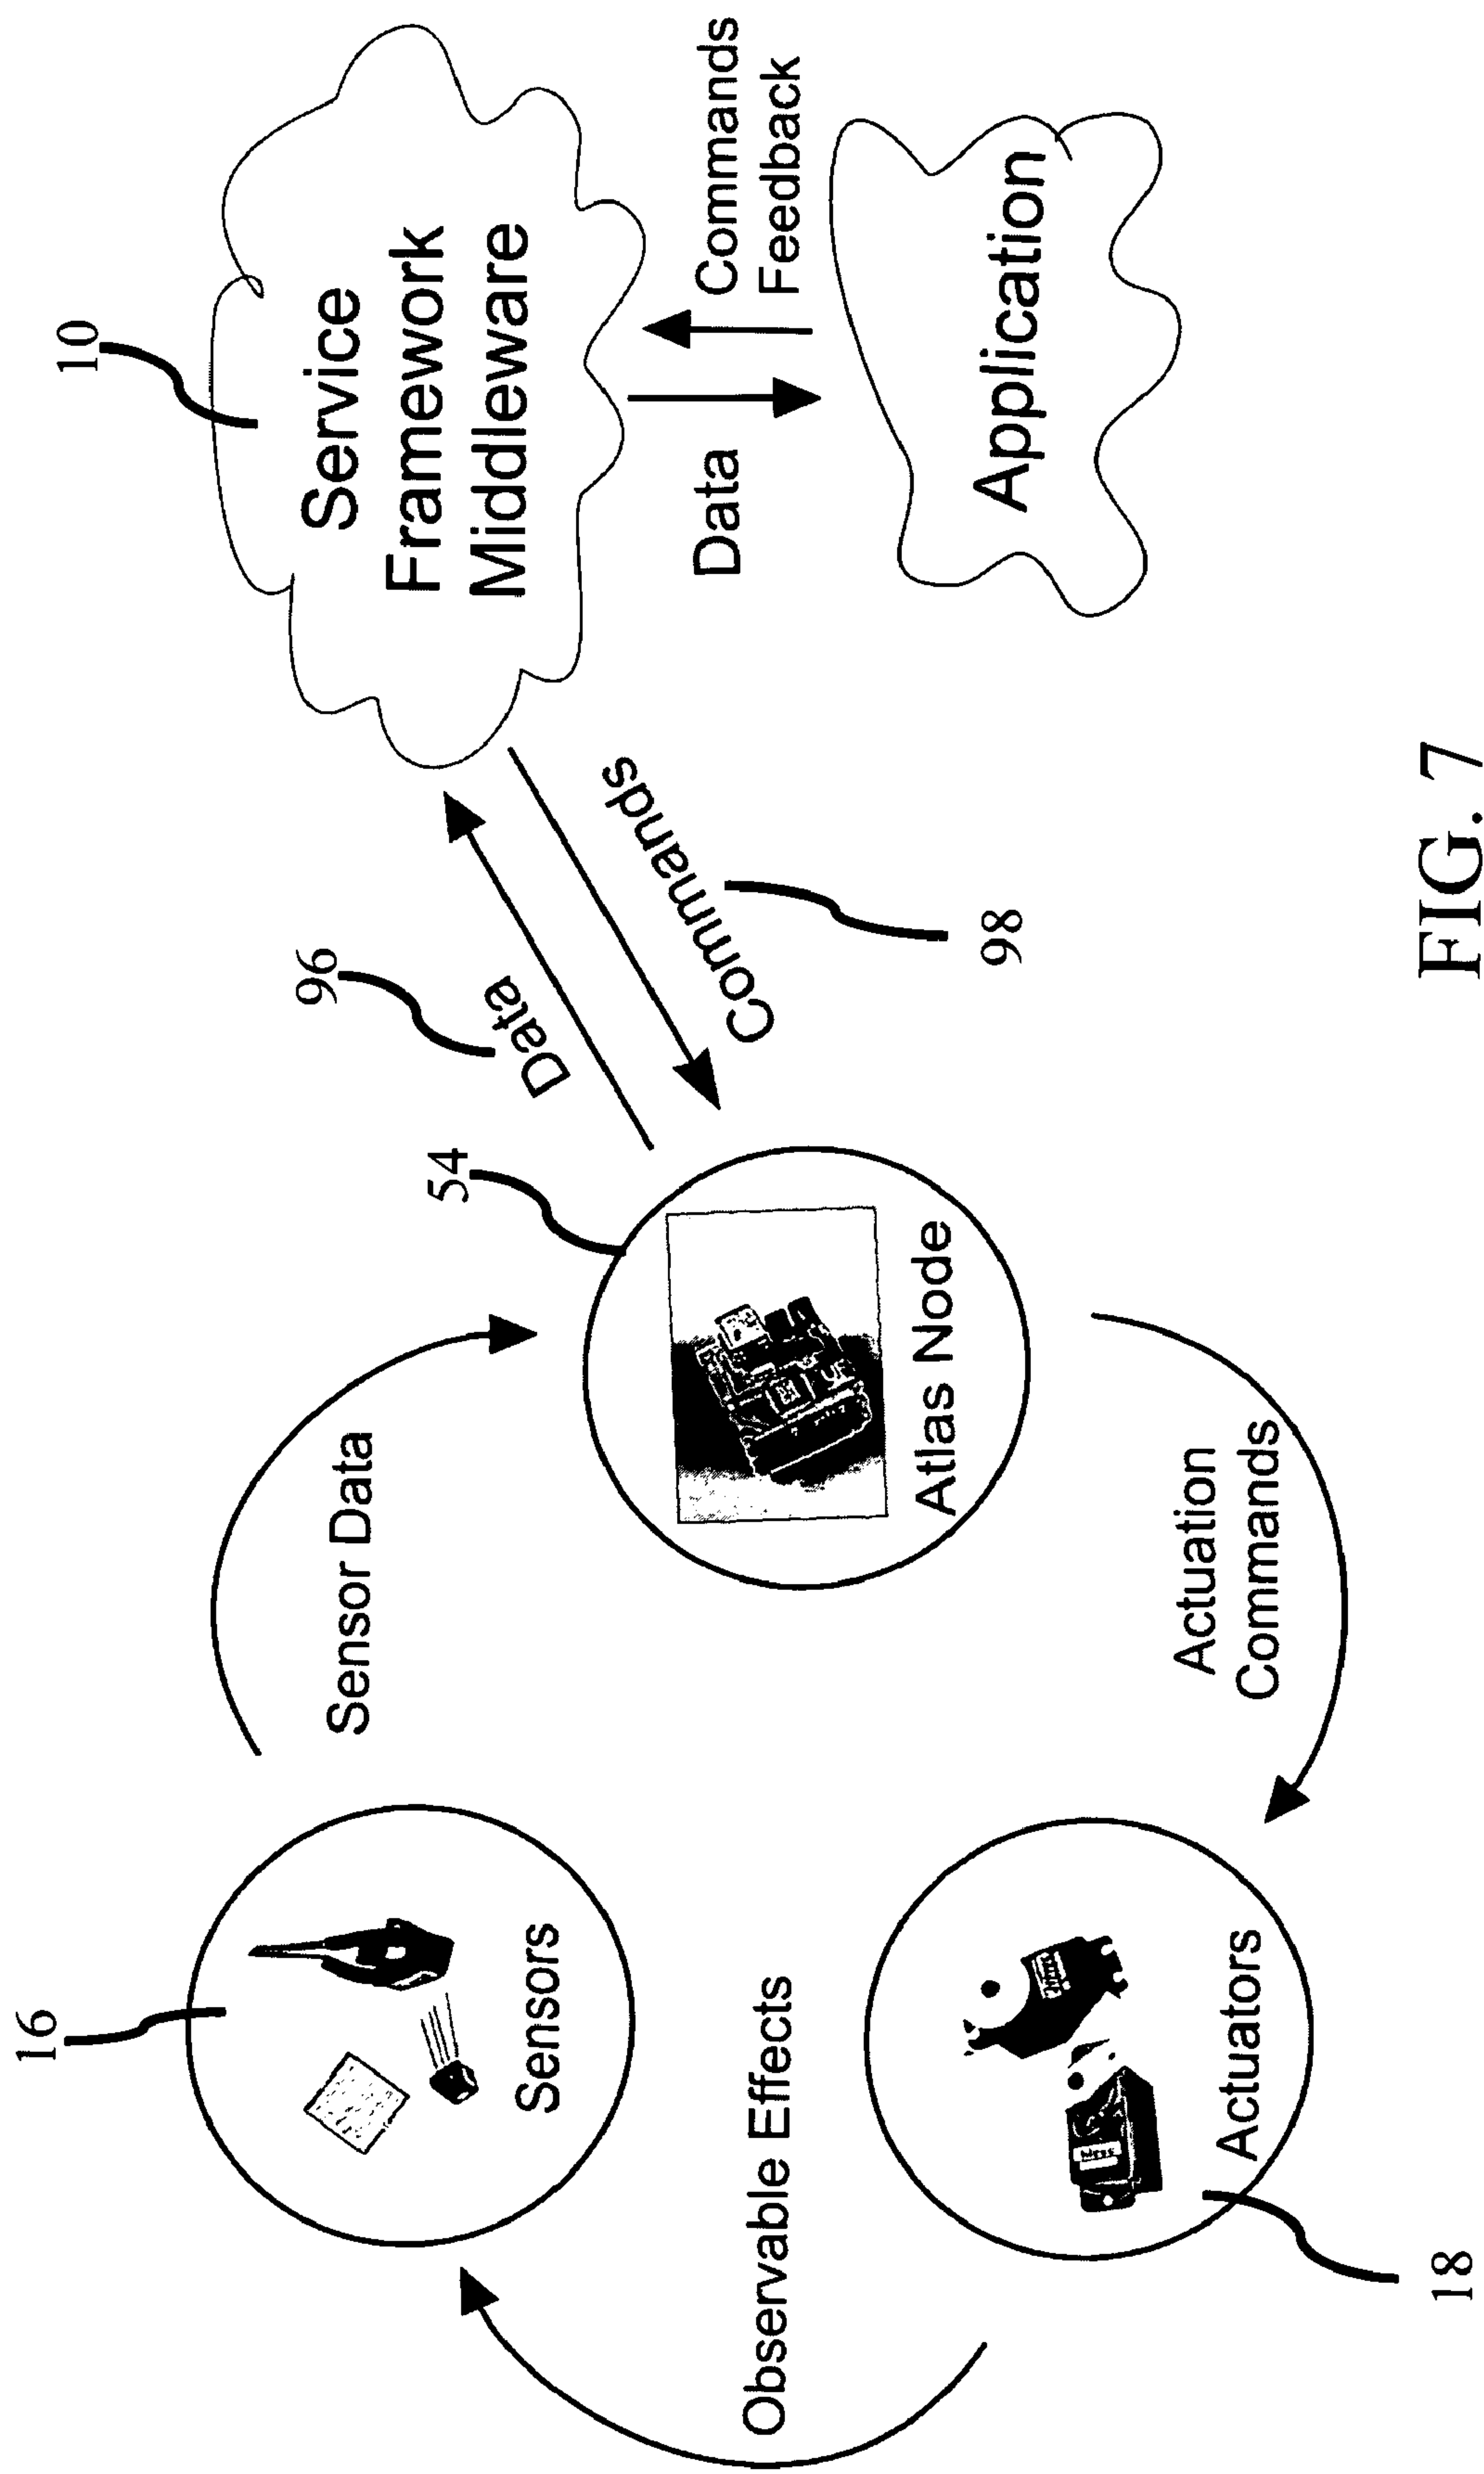 16
Sensors
Sensor Data
Observable Effects
Actuators
18
Actuation
Commands
54
Atlas Node
96
Data
Commands
98
10
Service
Framework
Middleware
Data
Commands
Feedback
Application
FIG. 7